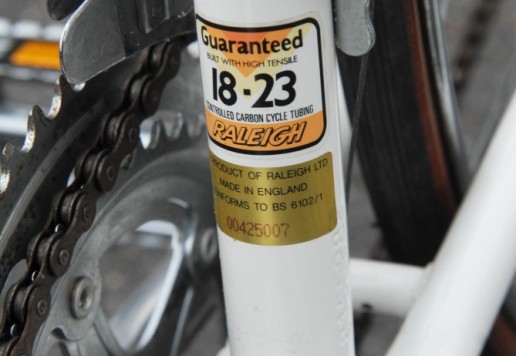 Guaranteed
BUILT WITH HIGH TENSILE
18-23
CONTROLLED CARBON CYCLE TUBING
RALEIGH
PRODUCT OF RALEIGH LTD
MADE IN ENGLAND
CONFORMS TO BS 6102/1
00425007